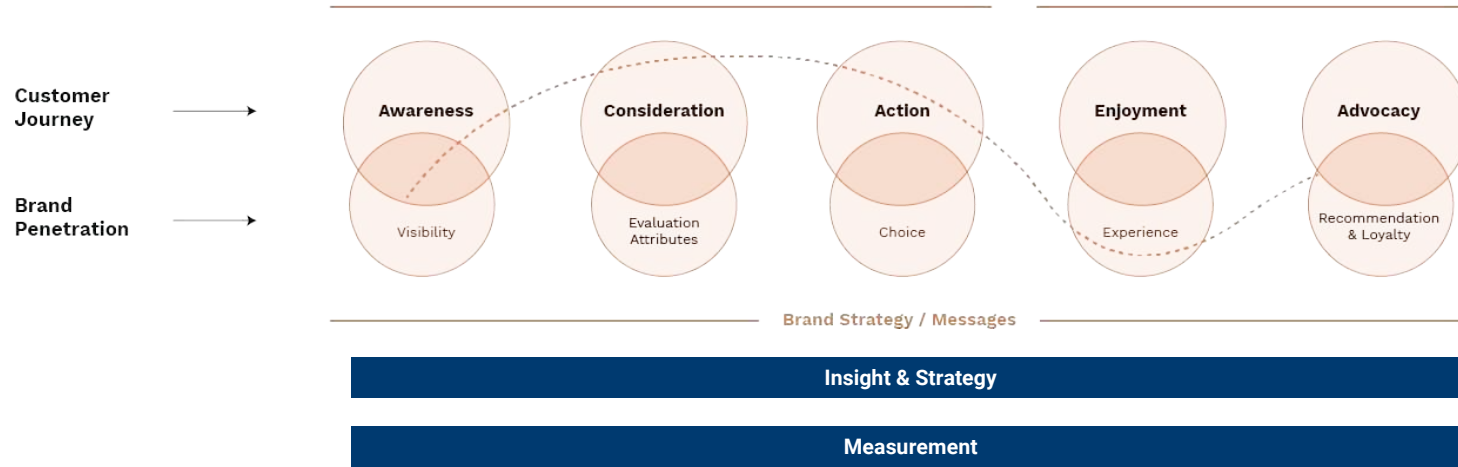 Customer
Journey
Awareness
Consideration
Action
Enjoyment
Advocacy
Brand
Penetration
Visibility
Evaluation
Attributes
Choice
Experience
Recommendation
& Loyalty
Brand Strategy / Messages
Insight & Strategy
Measurement